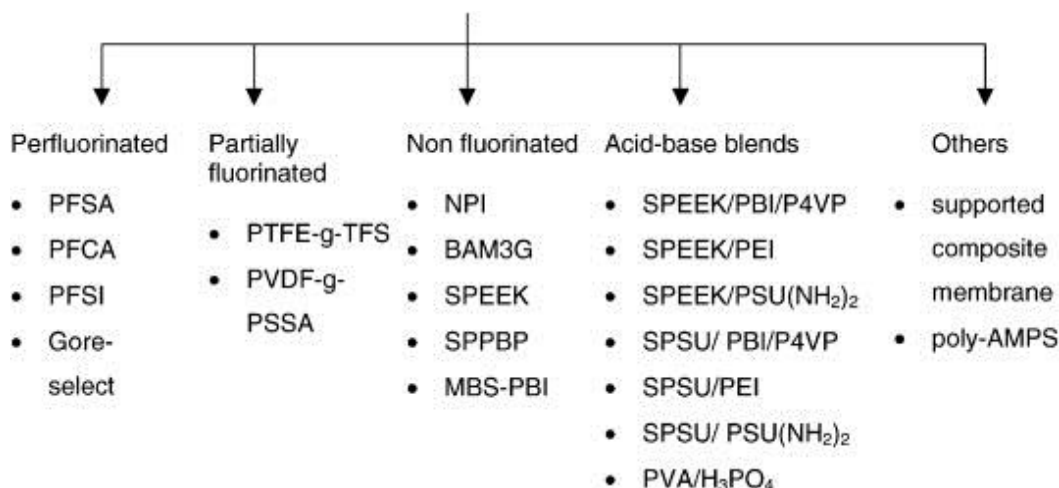 Perfluorinated
• PFSA
• PFCA
• PFSI
• Gore-
select
Partially
fluorinated
• PTFE-g-TFS
• PVDF-g-
PSSA
Non fluorinated
• NPI
• BAM3G
• SPEEK
• SPPBP
• MBS-PBI
Acid-base blends
• SPEEK/PBI/P4VP
• SPEEK/PEI
• SPEEK/PSU(NH₂)₂
• SPSU/ PBI/P4VP
• SPSU/PEI
• SPSU/ PSU(NH₂)₂
• PVA/H₃PO₄
Others
• supported
composite
membrane
• poly-AMPS